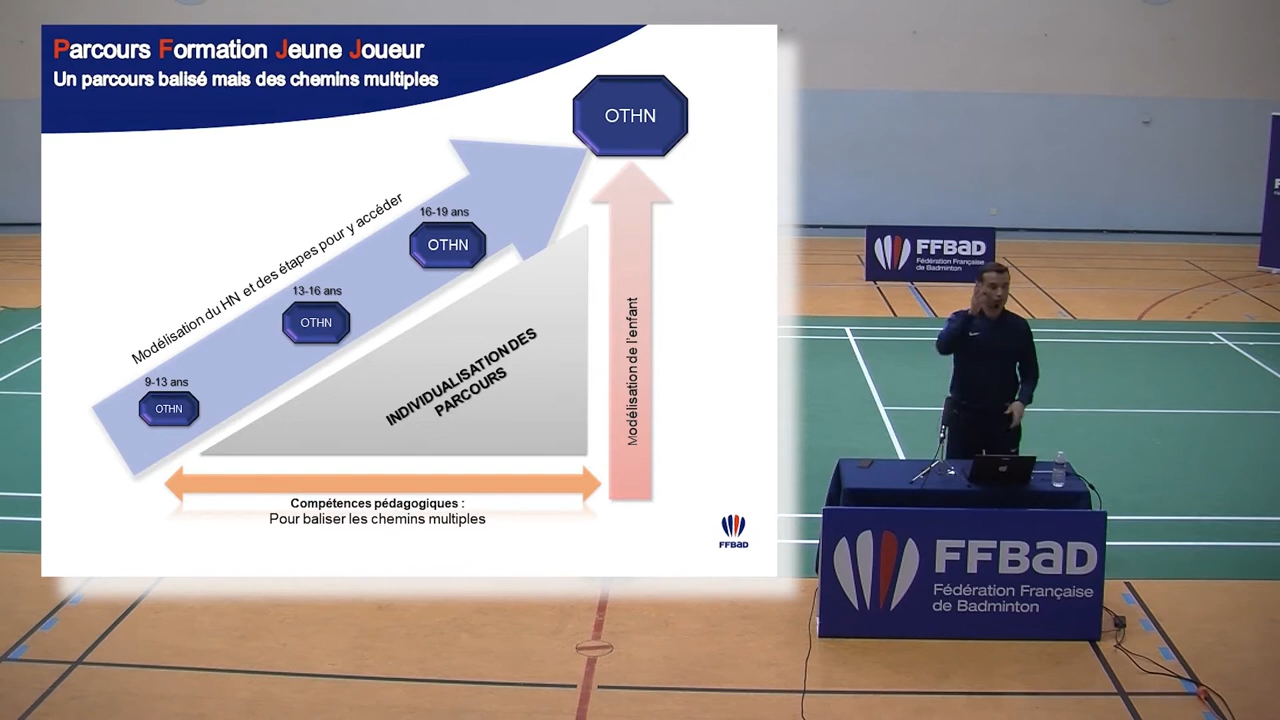 Parcours Formation Jeune Joueur
Un parcours balisé mais des chemins multiples
OTHN
Modélisation du HN et des étapes pour y accéder
16-19 ans
OTHN
13-16 ans
OTHN
9-13 ans
OTHN
INDIVIDUALISATION DES
PARCOURS
Modélisation de l'enfant
Compétences pédagogiques :
Pour baliser les chemins multiples
FFBaD
FFBaD
Fédération Française
de Badminton
FFBaD
Fédération Française
de Badminton